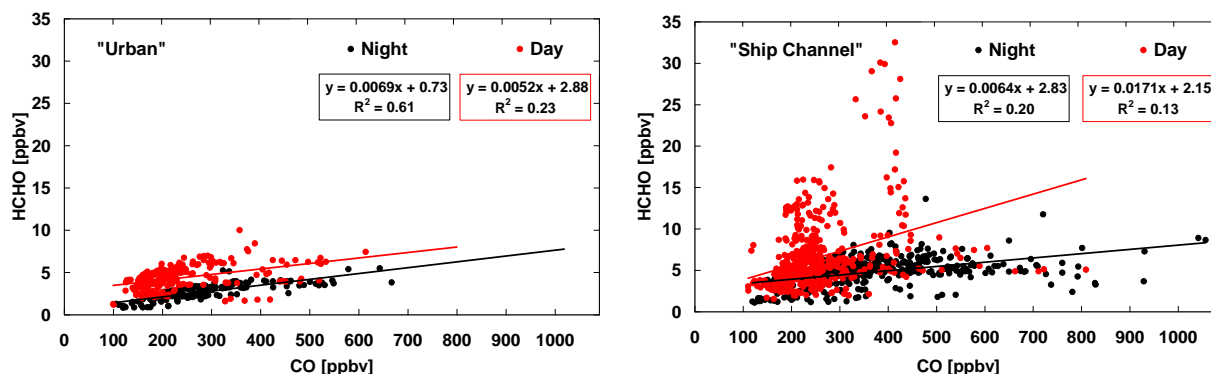 "Urban"
Night
Day
y = 0.0069x + 0.73
R² = 0.61
y = 0.0052x + 2.88
R² = 0.23
HCHO [ppbv]
35
30
25
20
15
10
5
0
0 100 200 300 400 500 600 700 800 900 1000
CO [ppbv]
"Ship Channel"
Night
Day
y = 0.0064x + 2.83
R² = 0.20
y = 0.0171x + 2.15
R² = 0.13
HCHO [ppbv]
35
30
25
20
15
10
5
0
0 100 200 300 400 500 600 700 800 900 1000
CO [ppbv]